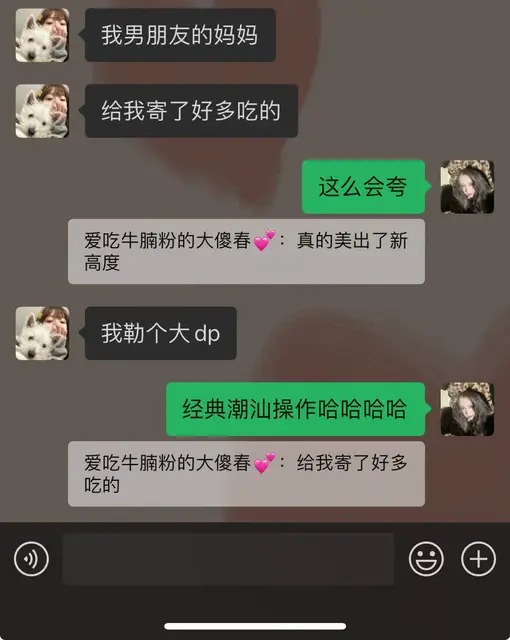 我男朋友的妈妈
给我寄了好多吃的
这么会夸
爱吃牛腩粉的大傻春💕：真的美出了新
高度
我勒个大 dp
经典潮汕操作哈哈哈哈
爱吃牛腩粉的大傻春💕：给我寄了好多
吃的